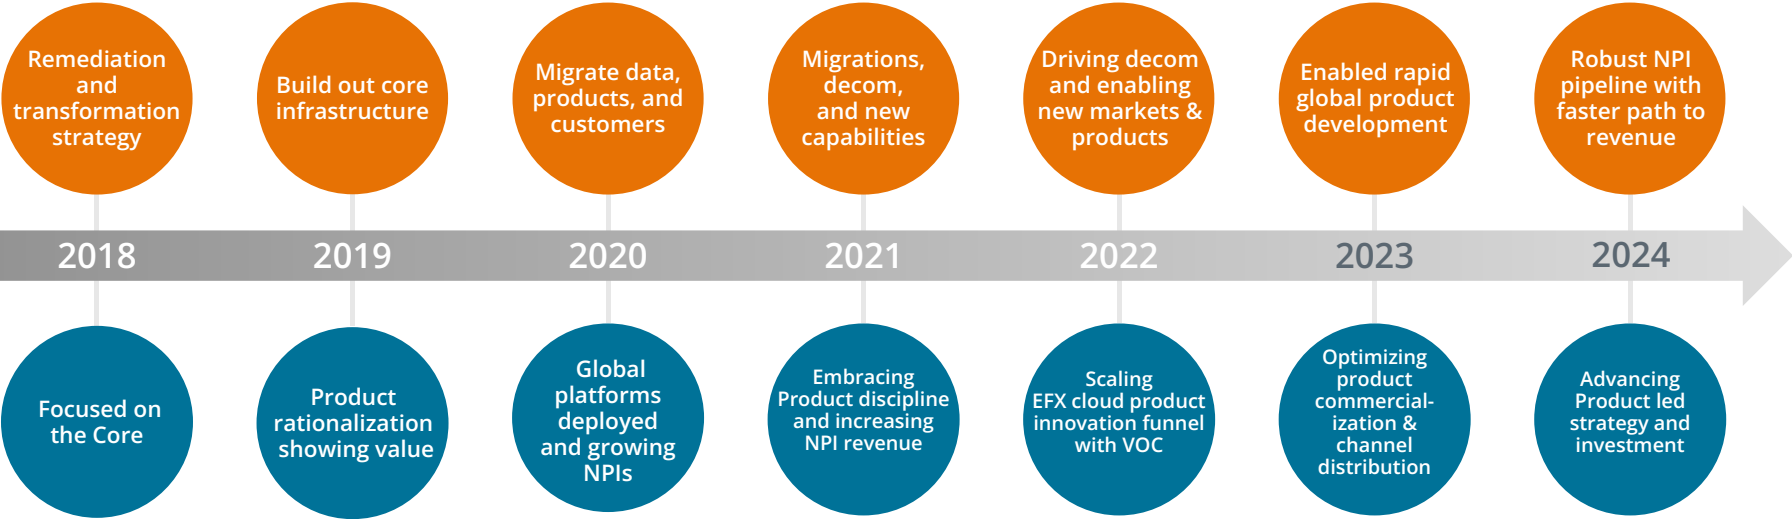 Remediation
and
transformation
strategy
Build out core
infrastructure
Migrate data,
products, and
customers
Migrations,
decom,
and new
capabilities
Driving decom
and enabling
new markets &
products
Enabled rapid
global product
development
Robust NPI
pipeline with
faster path to
revenue
2018
2019
2020
2021
2022
2023
2024
Focused on
the Core
Product
rationalization
showing value
Global
platforms
deployed
and growing
NPIs
Embracing
Product discipline
and increasing
NPI revenue
Scaling
EFX cloud product
innovation funnel
with VOC
Optimizing
product
commercial-
ization &
channel
distribution
Advancing
Product led
strategy and
investment